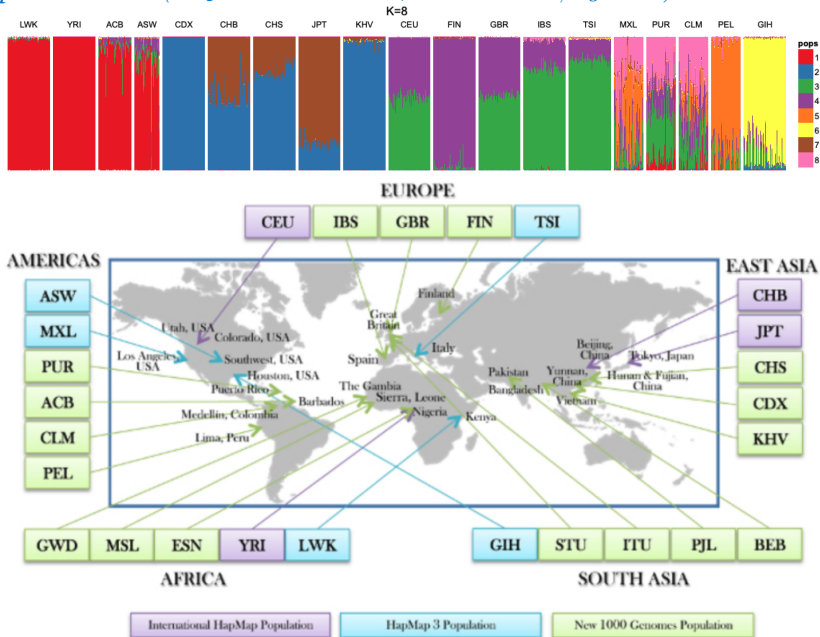 K=8
LWK YRI ACB ASW CDX CHB CHS JPT KHV CEU FIN GBR IBS TSI MXL PUR CLM PEL GIH
pops
1
2
3
4
5
6
7
8
EUROPE
CEU IBS GBR FIN TSI
AMERICAS
EAST ASIA
ASW
MXL
PUR
ACB
CLM
PEL
CHB
JPT
CHS
CDX
KHV
Finland
Great
Britain
Utah, USA
Colorado, USA
Los Angeles,
USA
Southwest, USA
Houston, USA
Puerto Rico
Barbados
Medellín, Colombia
Lima, Peru
Spain
Italy
The Gambia
Sierra, Leone
Nigeria
Kenya
Pakistan
Bangladesh
Beijing,
China
Tokyo, Japan
Yunnan,
China
Hunan & Fujian,
China
Vietnam
GWD MSL ESN YRI LWK
GIH STU ITU PJL BEB
AFRICA
SOUTH ASIA
International HapMap Population
HapMap 3 Population
New 1000 Genomes Population